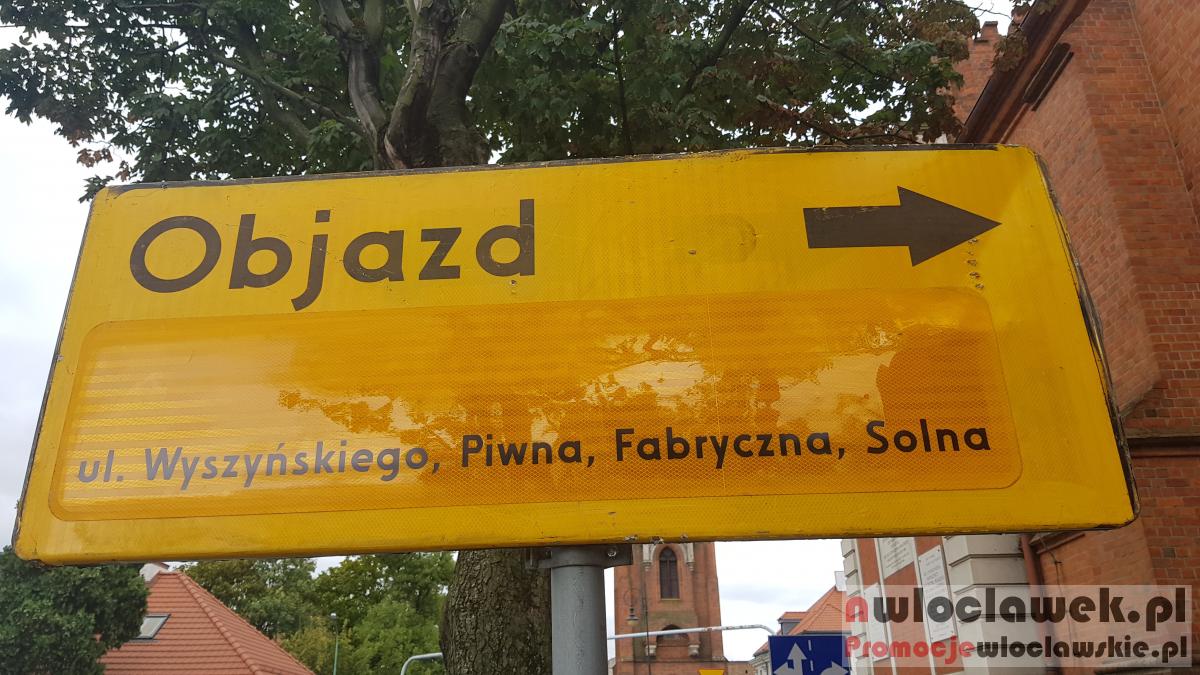 Objazd
ul. Wyszyńskiego, Piwna, Fabryczna, Solna
awloclawek.pl
Promocjewloclawskie.pl